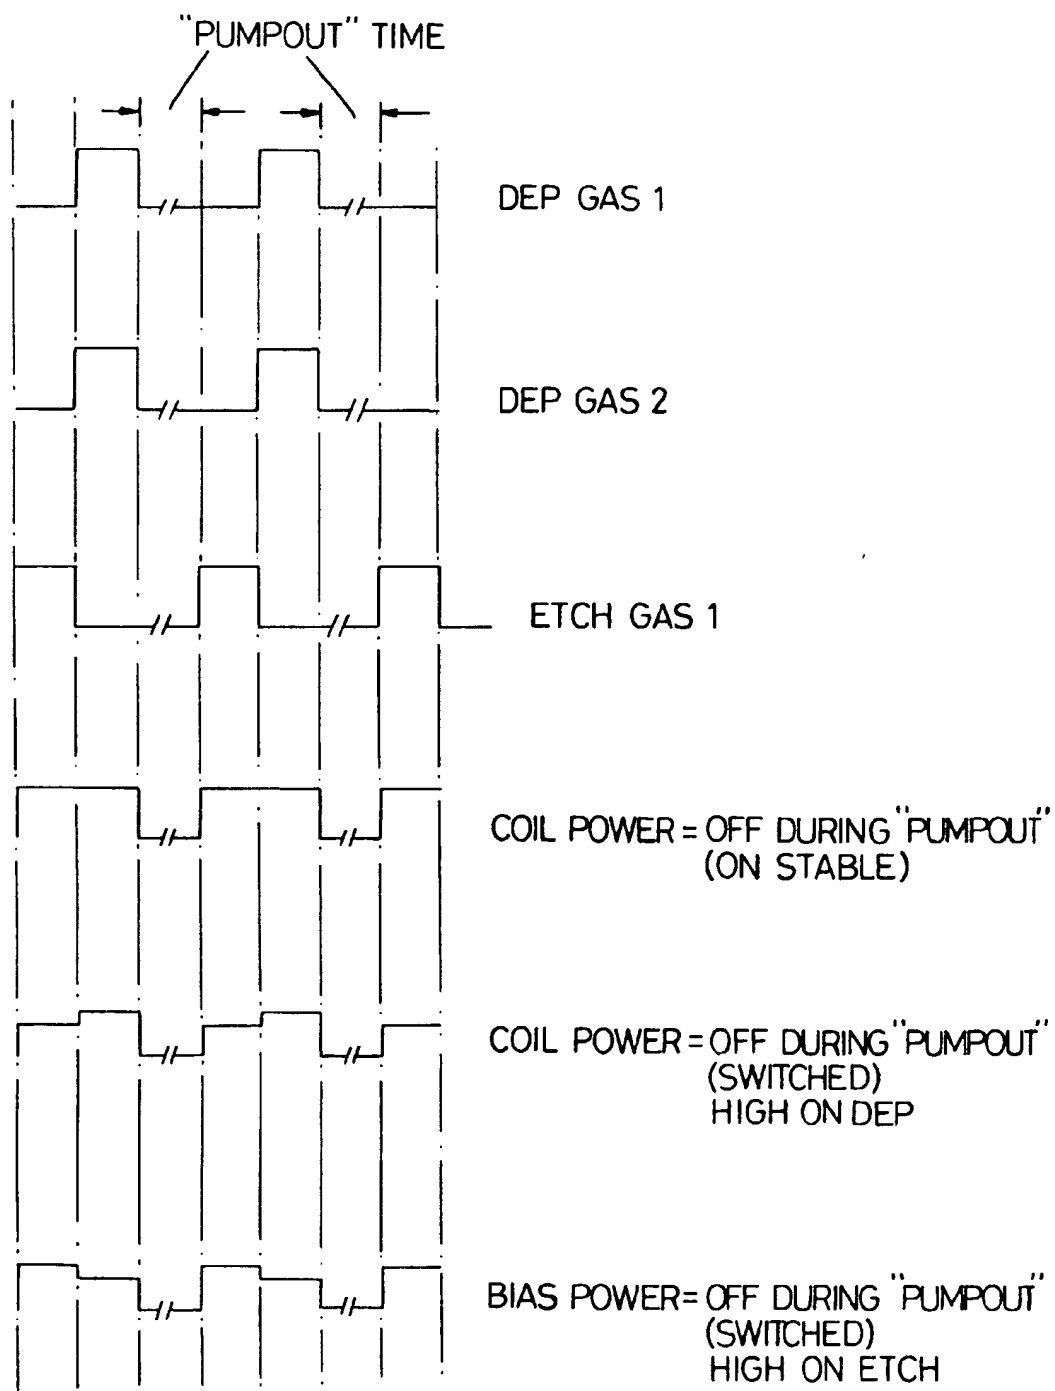 "PUMPOUT" TIME
DEP GAS 1
DEP GAS 2
ETCH GAS 1
COIL POWER = OFF DURING "PUMPOUT"
(ON STABLE)
COIL POWER = OFF DURING "PUMPOUT"
(SWITCHED)
HIGH ON DEP
BIAS POWER = OFF DURING "PUMPOUT"
(SWITCHED)
HIGH ON ETCH